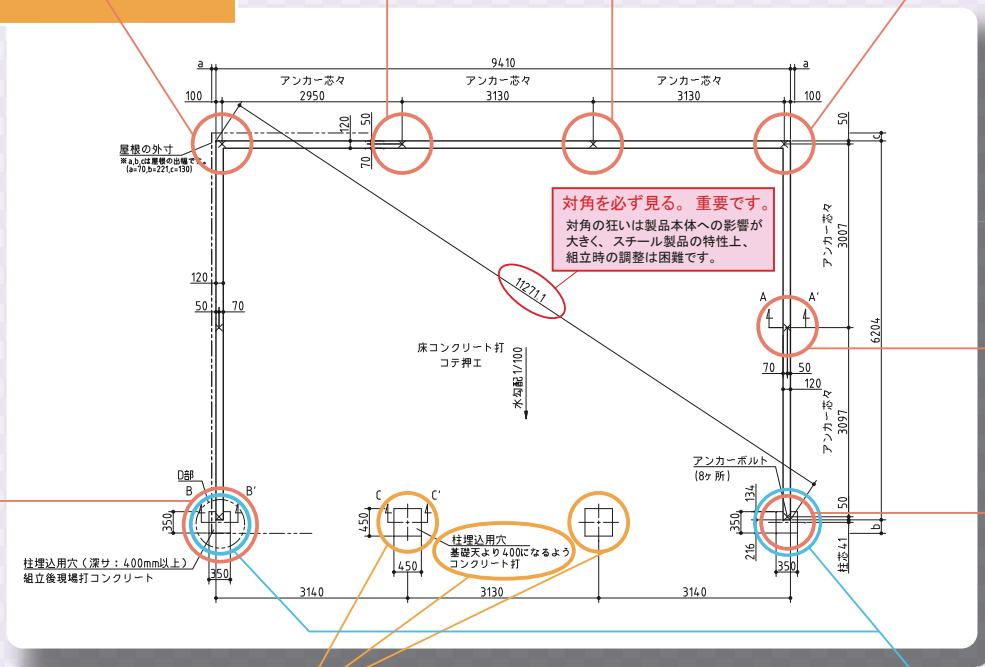 a
9410
a
アンカー芯々
アンカー芯々
アンカー芯々
100
2950
3130
3130
100
120
50
70
50
c
屋根の外寸
※a,b,cは屋根の出幅です。
(a=70,b=221,c=130)
対角を必ず見る。 重要です。
対角の狂いは製品本体への影響が
大きく、スチール製品の特性上、
組立時の調整は困難です。
アンカー芯々
3007
120
50
70
11271.1
A
A'
6204
床コンクリート打
コテ押エ
水勾配1/100
70
50
120
アンカー芯々
3097
アンカーボルト
(8ヶ所)
D部
B
B'
C
C'
350
450
134
350
216
50
b
柱芯41
柱埋込用穴
基礎天より400になるよう
コンクリート打
柱埋込用穴(深サ:400mm以上)
組立後現場打コンクリート
350
450
350
3140
3130
3140